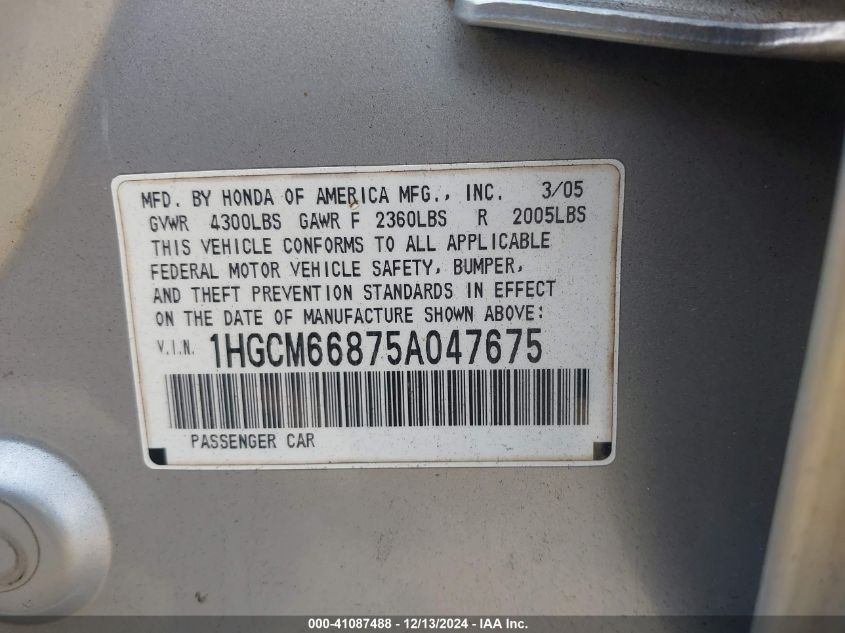 MFD. BY HONDA OF AMERICA MFG., INC. 3/05
GVWR 4300LBS GAWR F 2360LBS R 2005LBS
THIS VEHICLE CONFORMS TO ALL APPLICABLE
FEDERAL MOTOR VEHICLE SAFETY, BUMPER,
AND THEFT PREVENTION STANDARDS IN EFFECT
ON THE DATE OF MANUFACTURE SHOWN ABOVE:
V.I.N. 1HGCM66875A047675
PASSENGER CAR
000-41087488 - 12/13/2024 - IAA Inc.